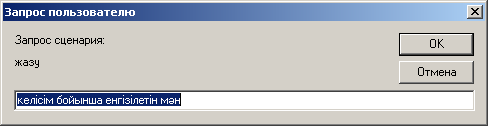 Запрос пользователю
Запрос сценария:
жазу
OK
Отмена
келісім бойынша енгізілетін мән